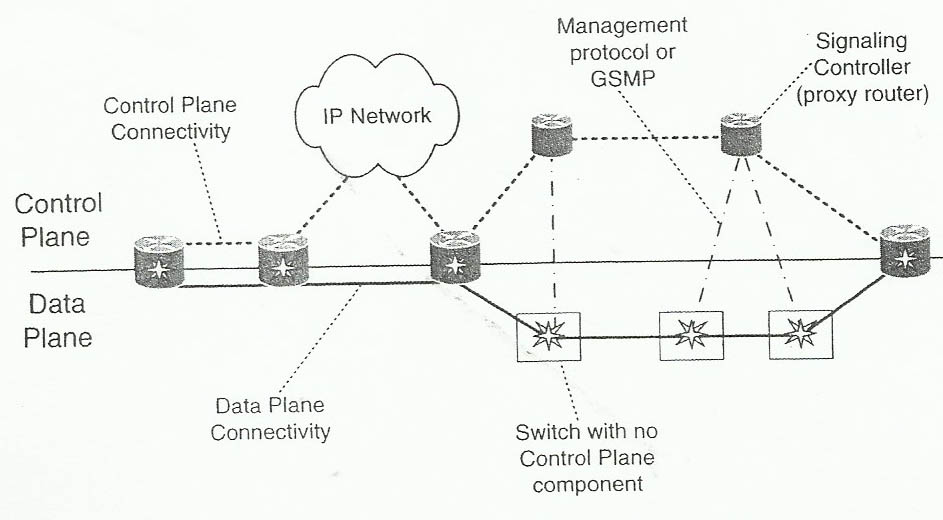 Management
protocol or
GSMP
Signaling
Controller
(proxy router)
Control Plane
Connectivity
IP Network
Control
Plane
Data
Plane
Data Plane
Connectivity
Switch with no
Control Plane
component